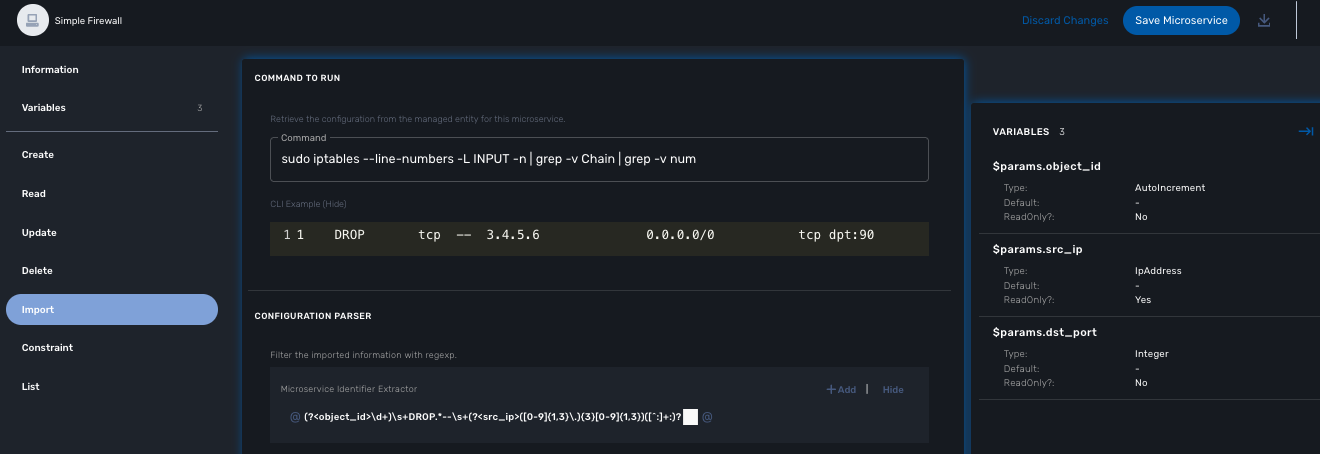 Simple Firewall
Discard Changes
Save Microservice
Information
Variables 3
Create
Read
Update
Delete
Import
Constraint
List
COMMAND TO RUN
Retrieve the configuration from the managed entity for this microservice.
Command
sudo iptables --line-numbers -L INPUT -n | grep -v Chain | grep -v num
CLI Example (Hide)
1 1 DROP tcp -- 3.4.5.6 0.0.0.0/0 tcp dpt:90
CONFIGURATION PARSER
Filter the imported information with regexp.
Microservice Identifier Extractor
+Add | Hide
@ (?<object_id>\d+)\s+DROP.*--\s+(?<src_ip>([0-9]{1,3}\.){3}[0-9]{1,3})([^:]+:)? @
VARIABLES 3
$params.object_id
Type: AutoIncrement
Default: -
ReadOnly?: No
$params.src_ip
Type: IpAddress
Default: -
ReadOnly?: Yes
$params.dst_port
Type: Integer
Default: -
ReadOnly?: No